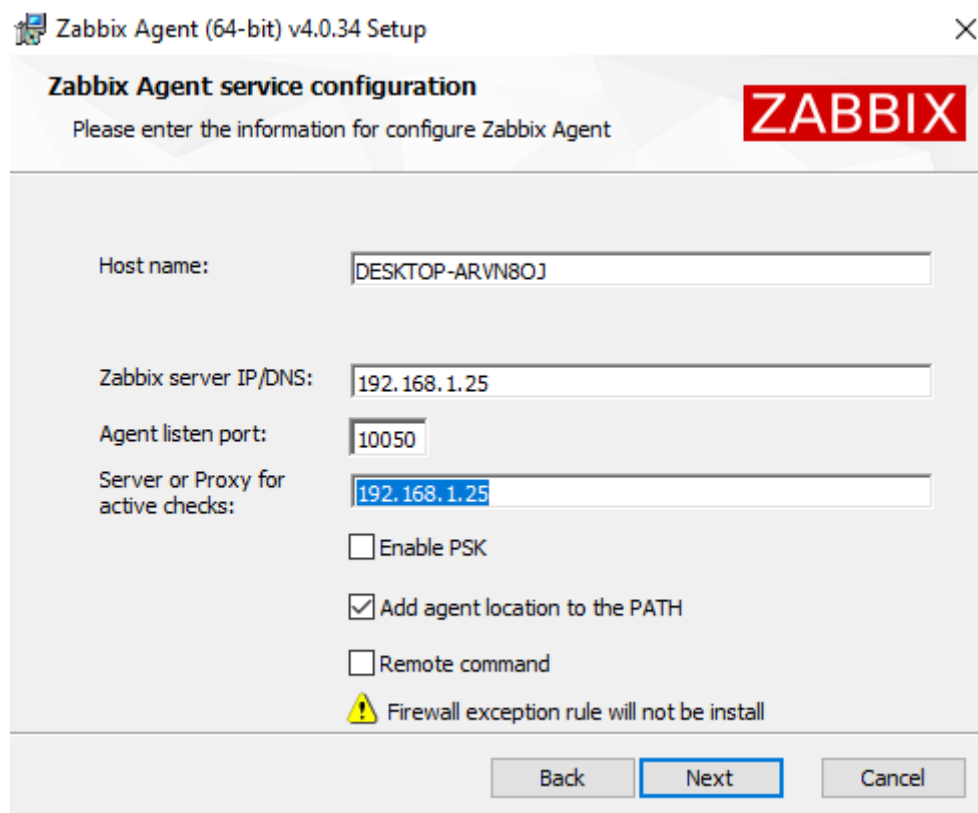 Zabbix Agent (64-bit) v4.0.34 Setup
Zabbix Agent service configuration
Please enter the information for configure Zabbix Agent
ZABBIX
Host name:
DESKTOP-ARVN8OJ
Zabbix server IP/DNS:
192.168.1.25
Agent listen port:
10050
Server or Proxy for
active checks:
192.168.1.25
Enable PSK
Add agent location to the PATH
Remote command
Firewall exception rule will not be install
Back
Next
Cancel